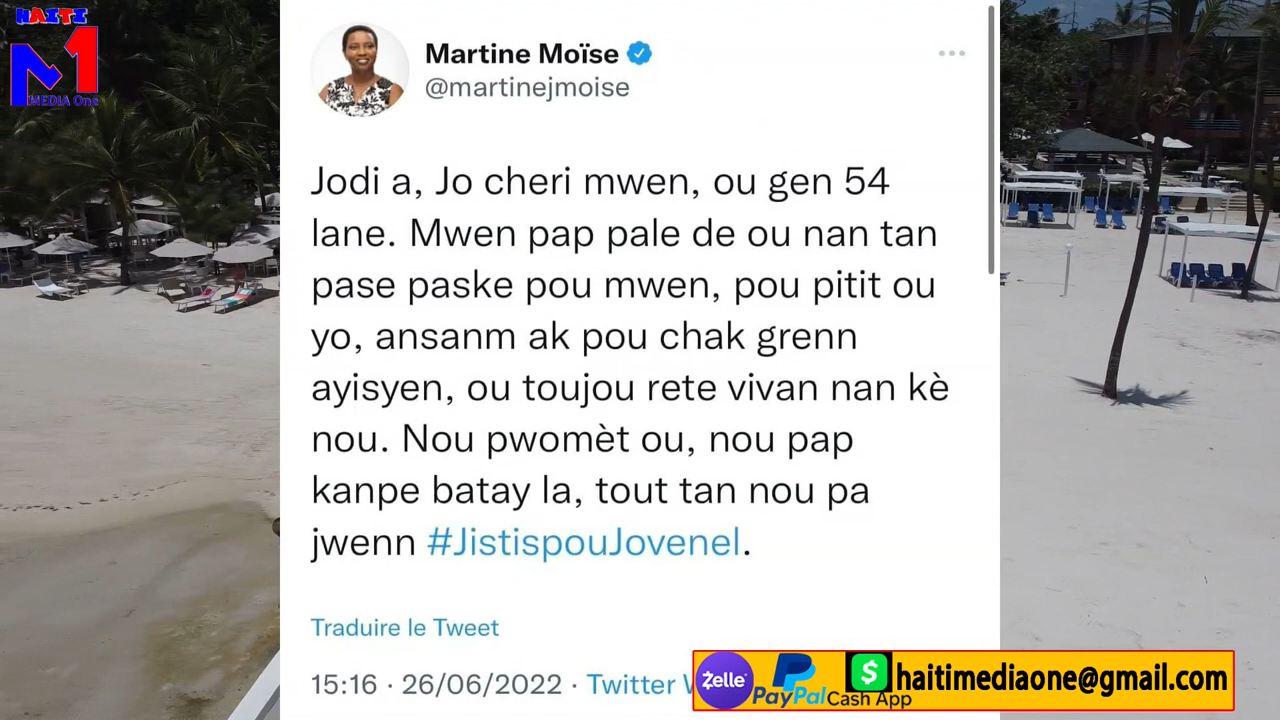 HAITI
M1
MEDIA One
Martine Moïse
@martinejmoise
Jodi a, Jo cheri mwen, ou gen 54
lane. Mwen pap pale de ou nan tan
pase paske pou mwen, pou pitit ou
yo, ansanm ak pou chak grenn
ayisyen, ou toujou rete vivan nan kè
nou. Nou pwomèt ou, nou pap
kanpe batay la, tout tan nou pa
jwenn #JistispouJovenel.
Traduire le Tweet
15:16 · 26/06/2022 · Twitter
Zelle
PayPal
$
Cash App
haitimediaone@gmail.com